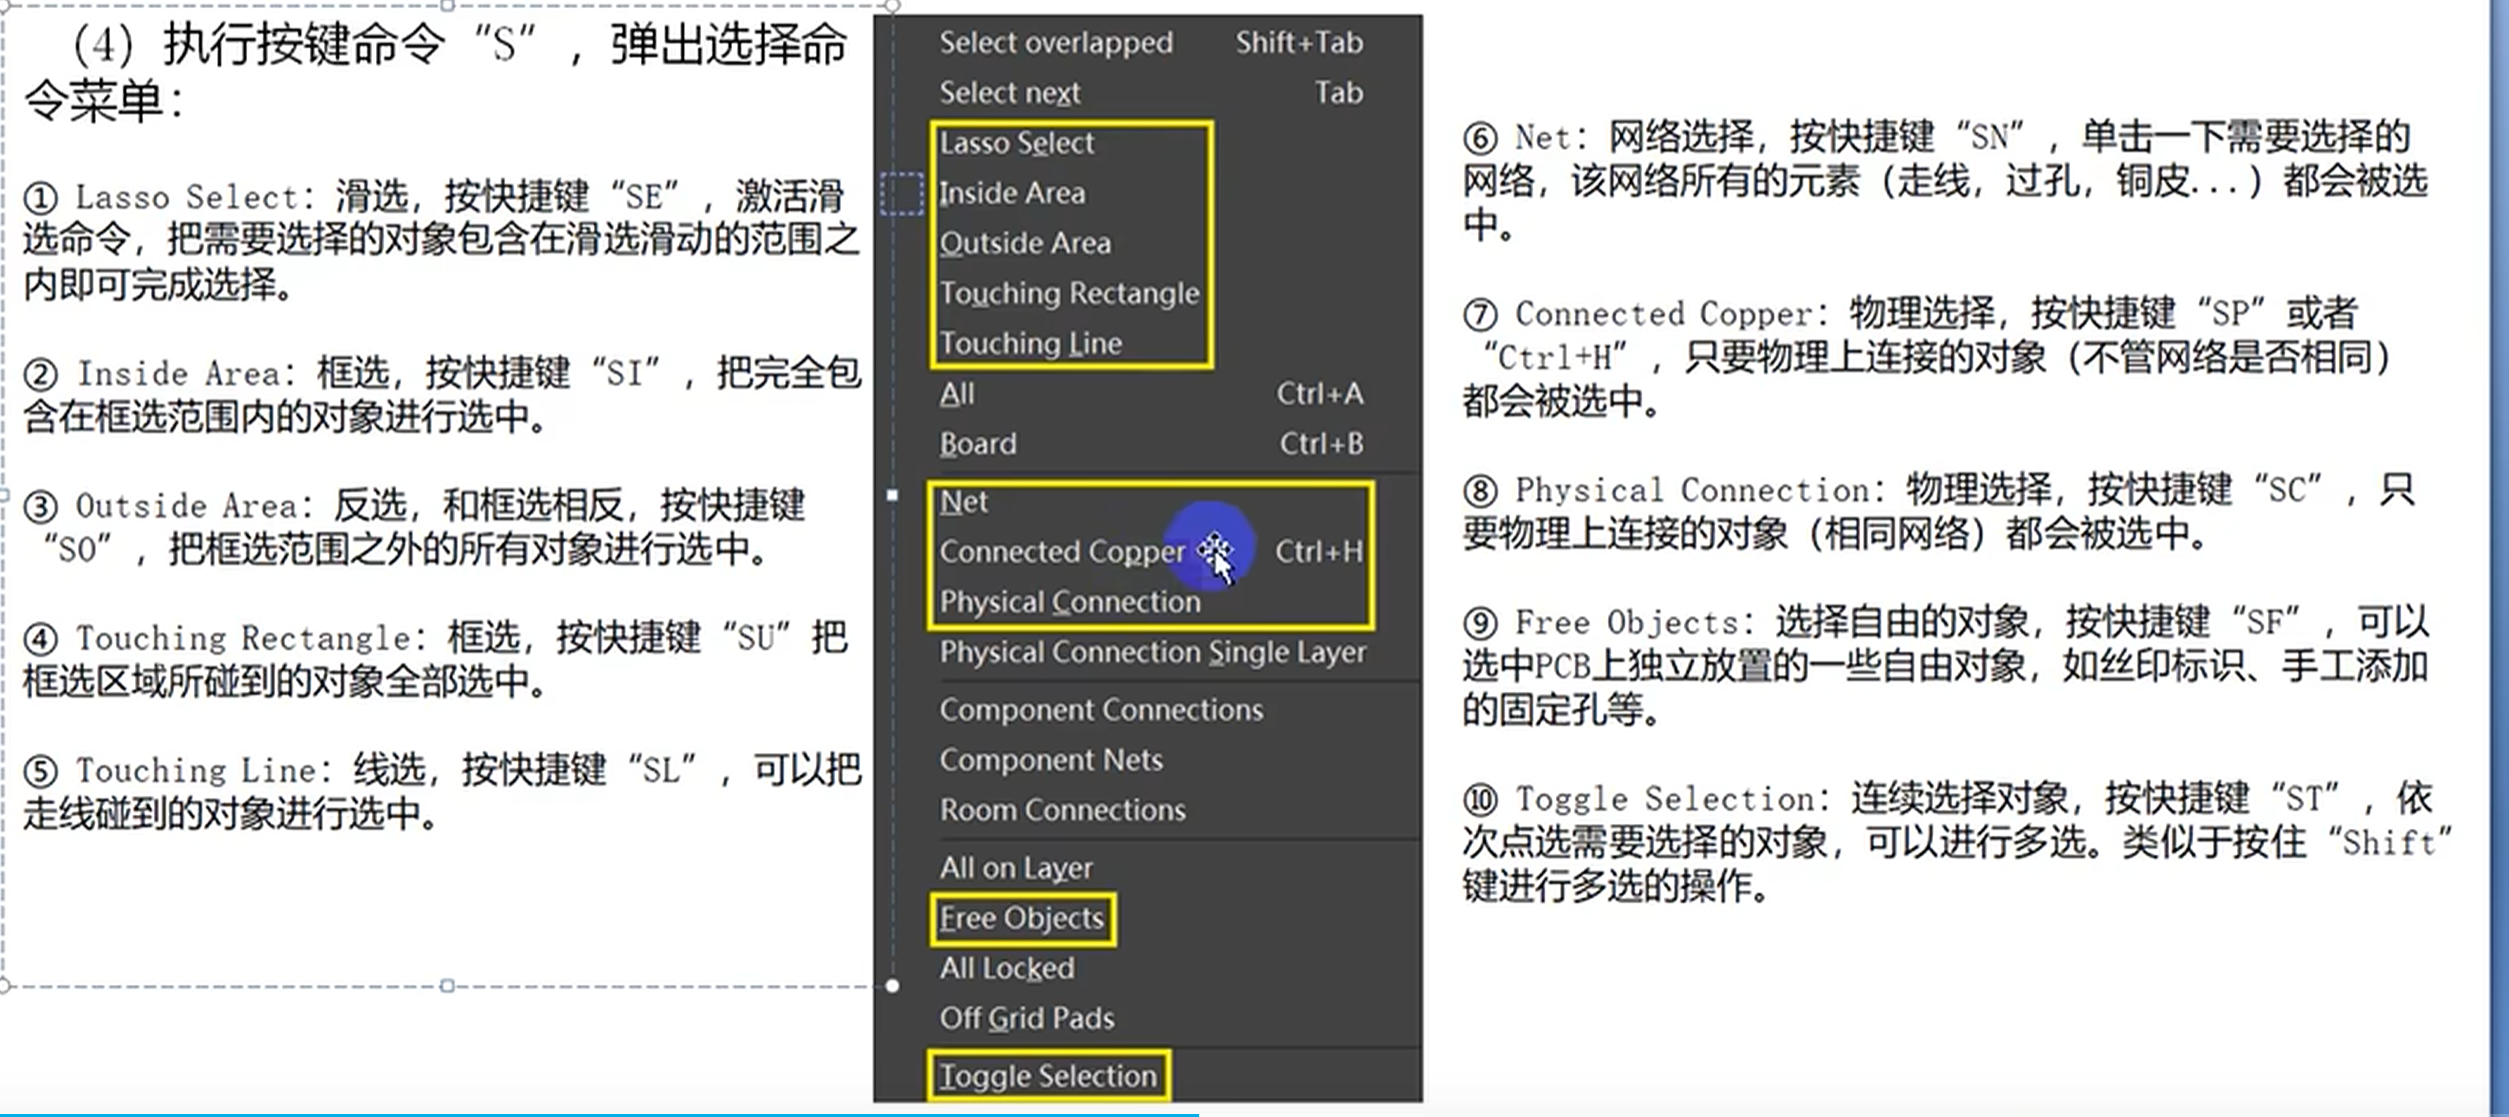 （4）执行按键命令“S”，弹出选择命
令菜单：
① Lasso Select：滑选，按快捷键“SE”，激活滑
选命令，把需要选择的对象包含在滑选滑动的范围之
内即可完成选择。
② Inside Area：框选，按快捷键“SI”，把完全包
含在框选范围内的对象进行选中。
③ Outside Area：反选，和框选相反，按快捷键
“SO”，把框选范围之外的所有对象进行选中。
④ Touching Rectangle：框选，按快捷键“SU”把
框选区域所碰到的对象全部选中。
⑤ Touching Line：线选，按快捷键“SL”，可以把
走线碰到的对象进行选中。
Select overlapped Shift+Tab
Select next Tab
Lasso Select
Inside Area
Outside Area
Touching Rectangle
Touching Line
All Ctrl+A
Board Ctrl+B
Net
Connected Copper Ctrl+H
Physical Connection
Physical Connection Single Layer
Component Connections
Component Nets
Room Connections
All on Layer
Free Objects
All Locked
Off Grid Pads
Toggle Selection
⑥ Net：网络选择，按快捷键“SN”，单击一下需要选择的
网络，该网络所有的元素（走线，过孔，铜皮...）都会被选
中。
⑦ Connected Copper：物理选择，按快捷键“SP”或者
“Ctrl+H”，只要物理上连接的对象（不管网络是否相同）
都会被选中。
⑧ Physical Connection：物理选择，按快捷键“SC”，只
要物理上连接的对象（相同网络）都会被选中。
⑨ Free Objects：选择自由的对象，按快捷键“SF”，可以
选中PCB上独立放置的一些自由对象，如丝印标识、手工添加
的固定孔等。
⑩ Toggle Selection：连续选择对象，按快捷键“ST”，依
次点选需要选择的对象，可以进行多选。类似于按住“Shift”
键进行多选的操作。